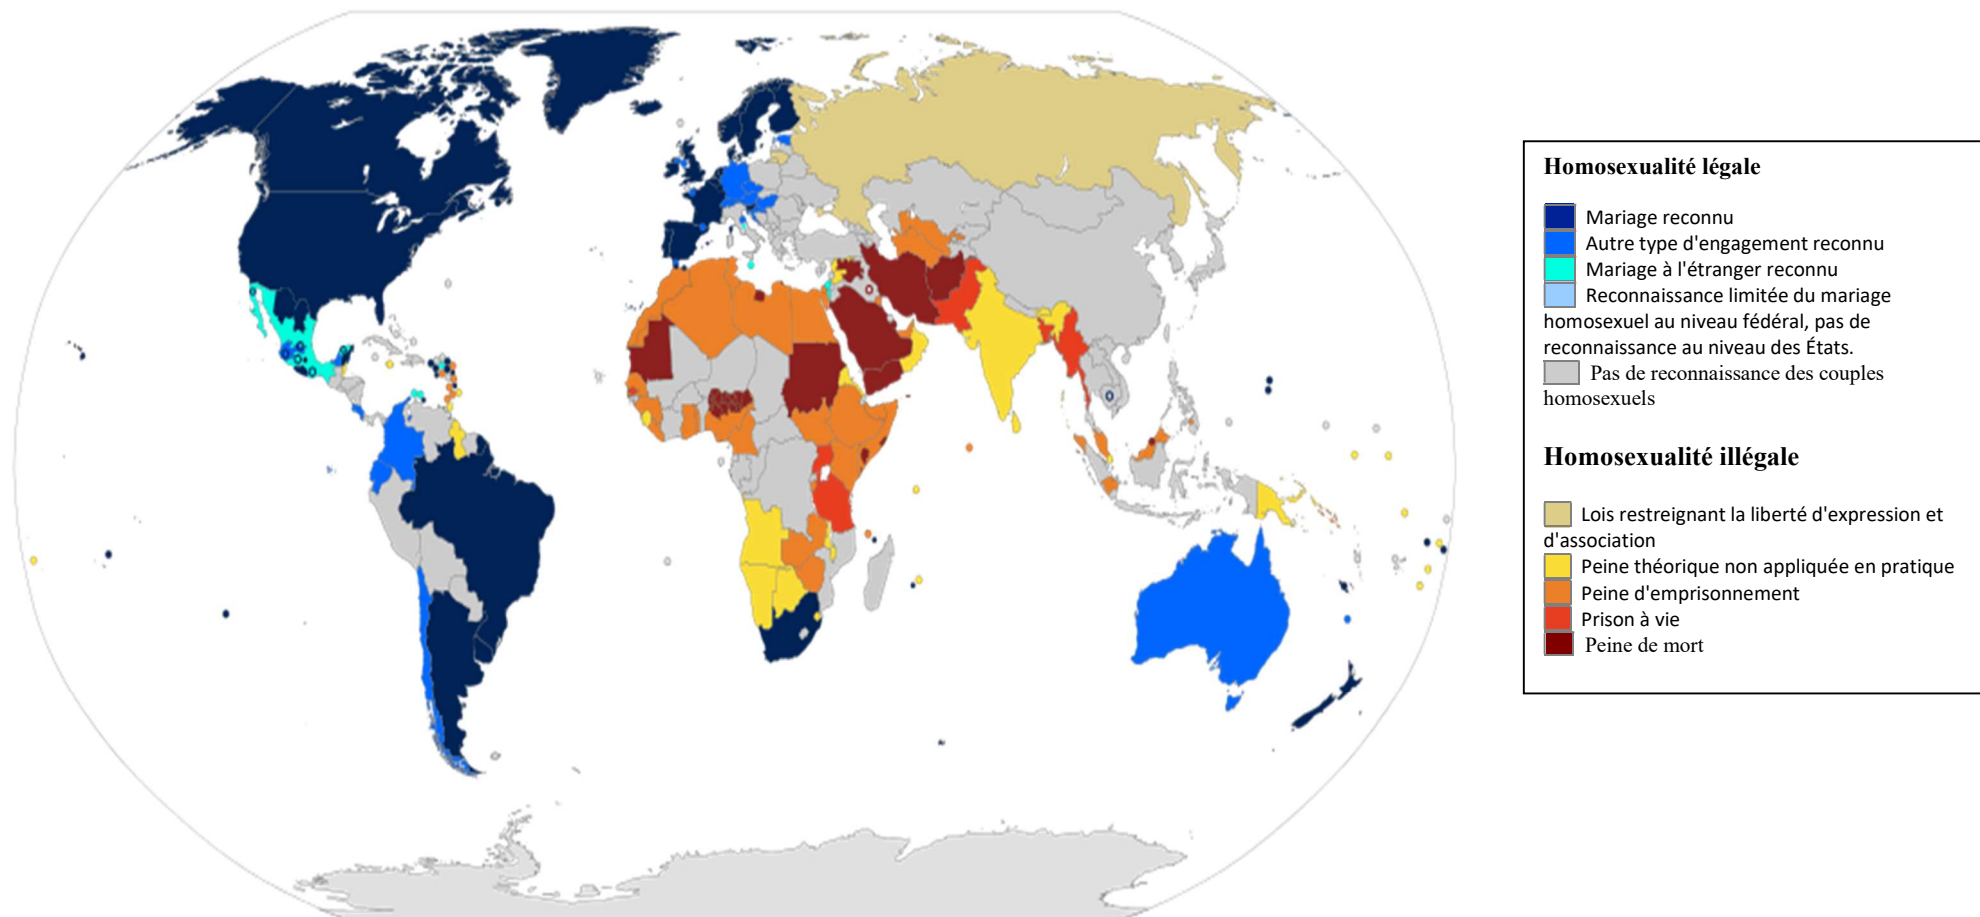 Homosexualité légale
Mariage reconnu
Autre type d'engagement reconnu
Mariage à l'étranger reconnu
Reconnaissance limitée du mariage
homosexuel au niveau fédéral, pas de
reconnaissance au niveau des États.
Pas de reconnaissance des couples
homosexuels
Homosexualité illégale
Lois restreignant la liberté d'expression et
d'association
Peine théorique non appliquée en pratique
Peine d'emprisonnement
Prison à vie
Peine de mort